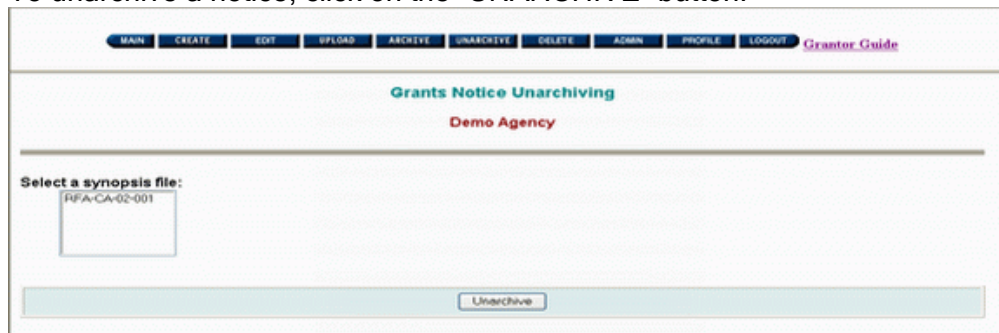 To unarchive a notice, click on the "UNARCHIVE" button.
MAIN CREATE EDIT UPLOAD ARCHIVE UNARCHIVE DELETE ADMIN PROFILE LOGOUT Grantor Guide
Grants Notice Unarchiving
Demo Agency
Select a synopsis file:
RFA-CA-02-001
Unarchive